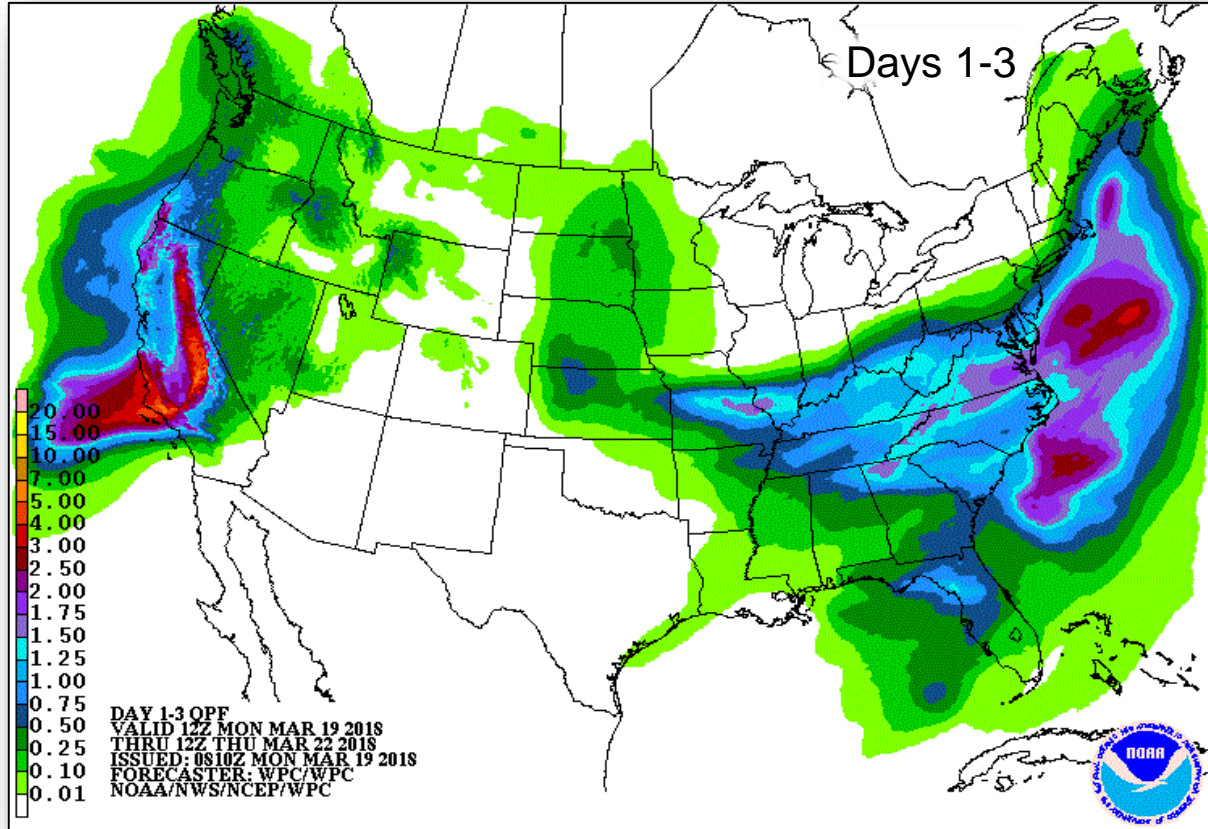 Days 1-3
20.00
15.00
10.00
7.00
5.00
4.00
3.00
2.50
2.00
1.75
1.50
1.25
1.00
0.75
0.50
0.25
0.10
0.01
DAY 1-3 QPF
VALID 12Z MON MAR 19 2018
THRU 12Z THU MAR 22 2018
ISSUED: 0810Z MON MAR 19 2018
FORECASTER: WPC/WPC
NOAA/NWS/NCEP/WPC
NOAA